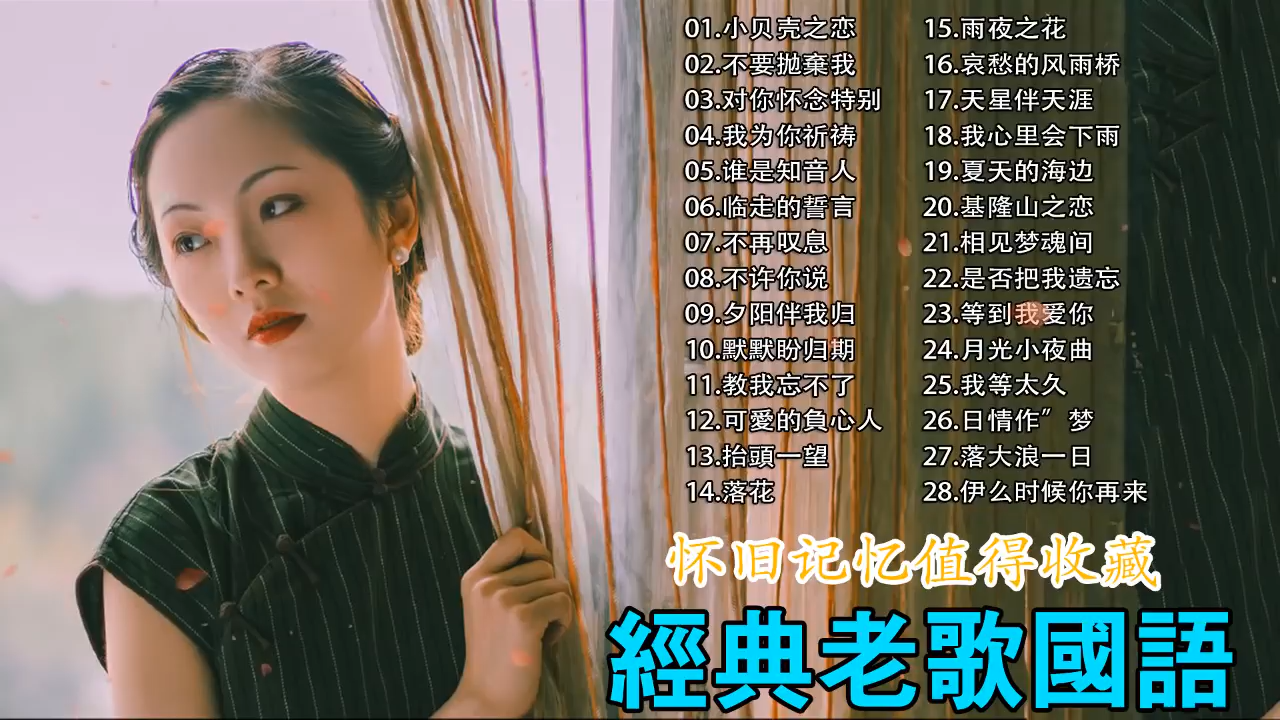 01.小贝壳之恋
02.不要抛棄我
03.对你怀念特别
04.我为你祈祷
05.谁是知音人
06.临走的誓言
07.不再叹息
08.不许你说
09.夕阳伴我归
10.默默盼归期
11.教我忘不了
12.可愛的負心人
13.抬頭一望
14.落花
15.雨夜之花
16.哀愁的风雨桥
17.天星伴天涯
18.我心里会下雨
19.夏天的海边
20.基隆山之恋
21.相见梦魂间
22.是否把我遗忘
23.等到我爱你
24.月光小夜曲
25.我等太久
26.日情作”梦
27.落大浪一日
28.伊么时候你再来
怀旧记忆值得收藏
經典老歌國語